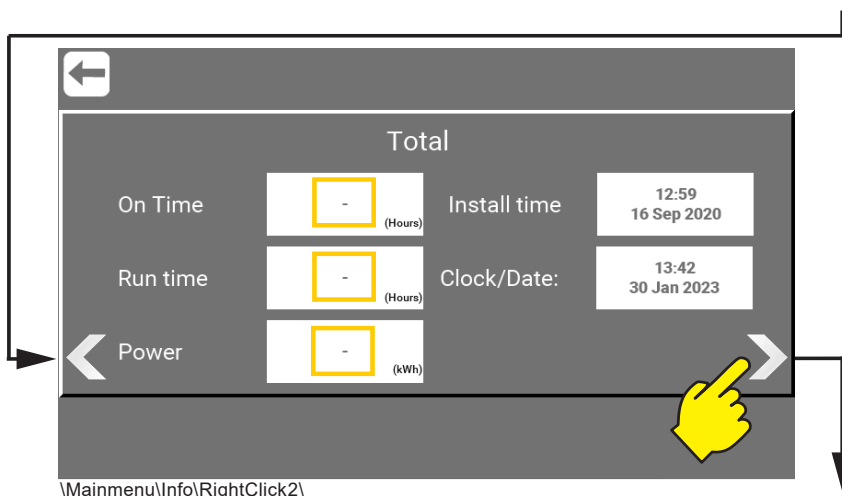 Total
On Time
-
(Hours)
Install time
12:59
16 Sep 2020
Run time
-
(Hours)
Clock/Date:
13:42
30 Jan 2023
Power
-
(kWh)
\Mainmenu\Info\RightClick2\